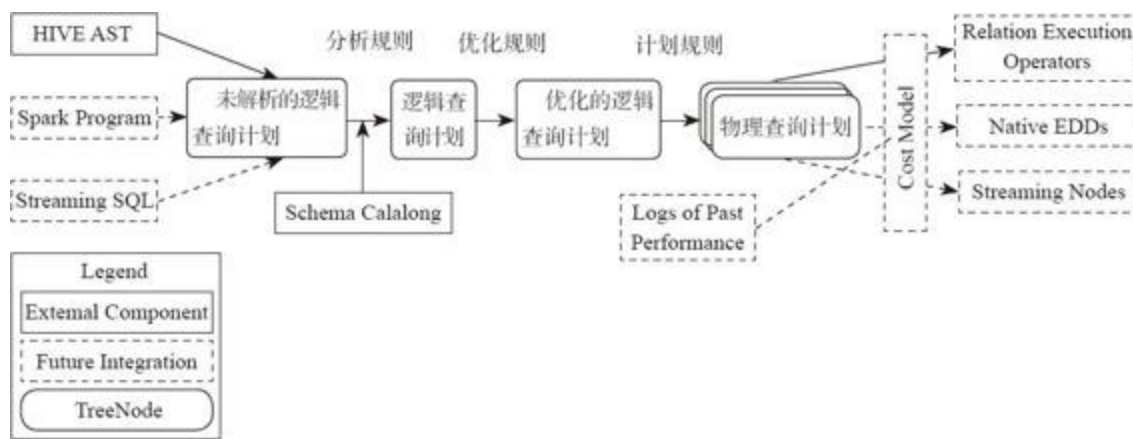 HIVE AST
Spark Program
Streaming SQL
分析规则
优化规则
计划规则
未解析的逻辑
查询计划
逻辑查
询计划
优化的逻辑
查询计划
物理查询计划
Schema Calalong
Logs of Past
Performance
Cost Model
Relation Execution
Operators
Native EDDs
Streaming Nodes
Legend
Extemal Component
Future Integration
TreeNode